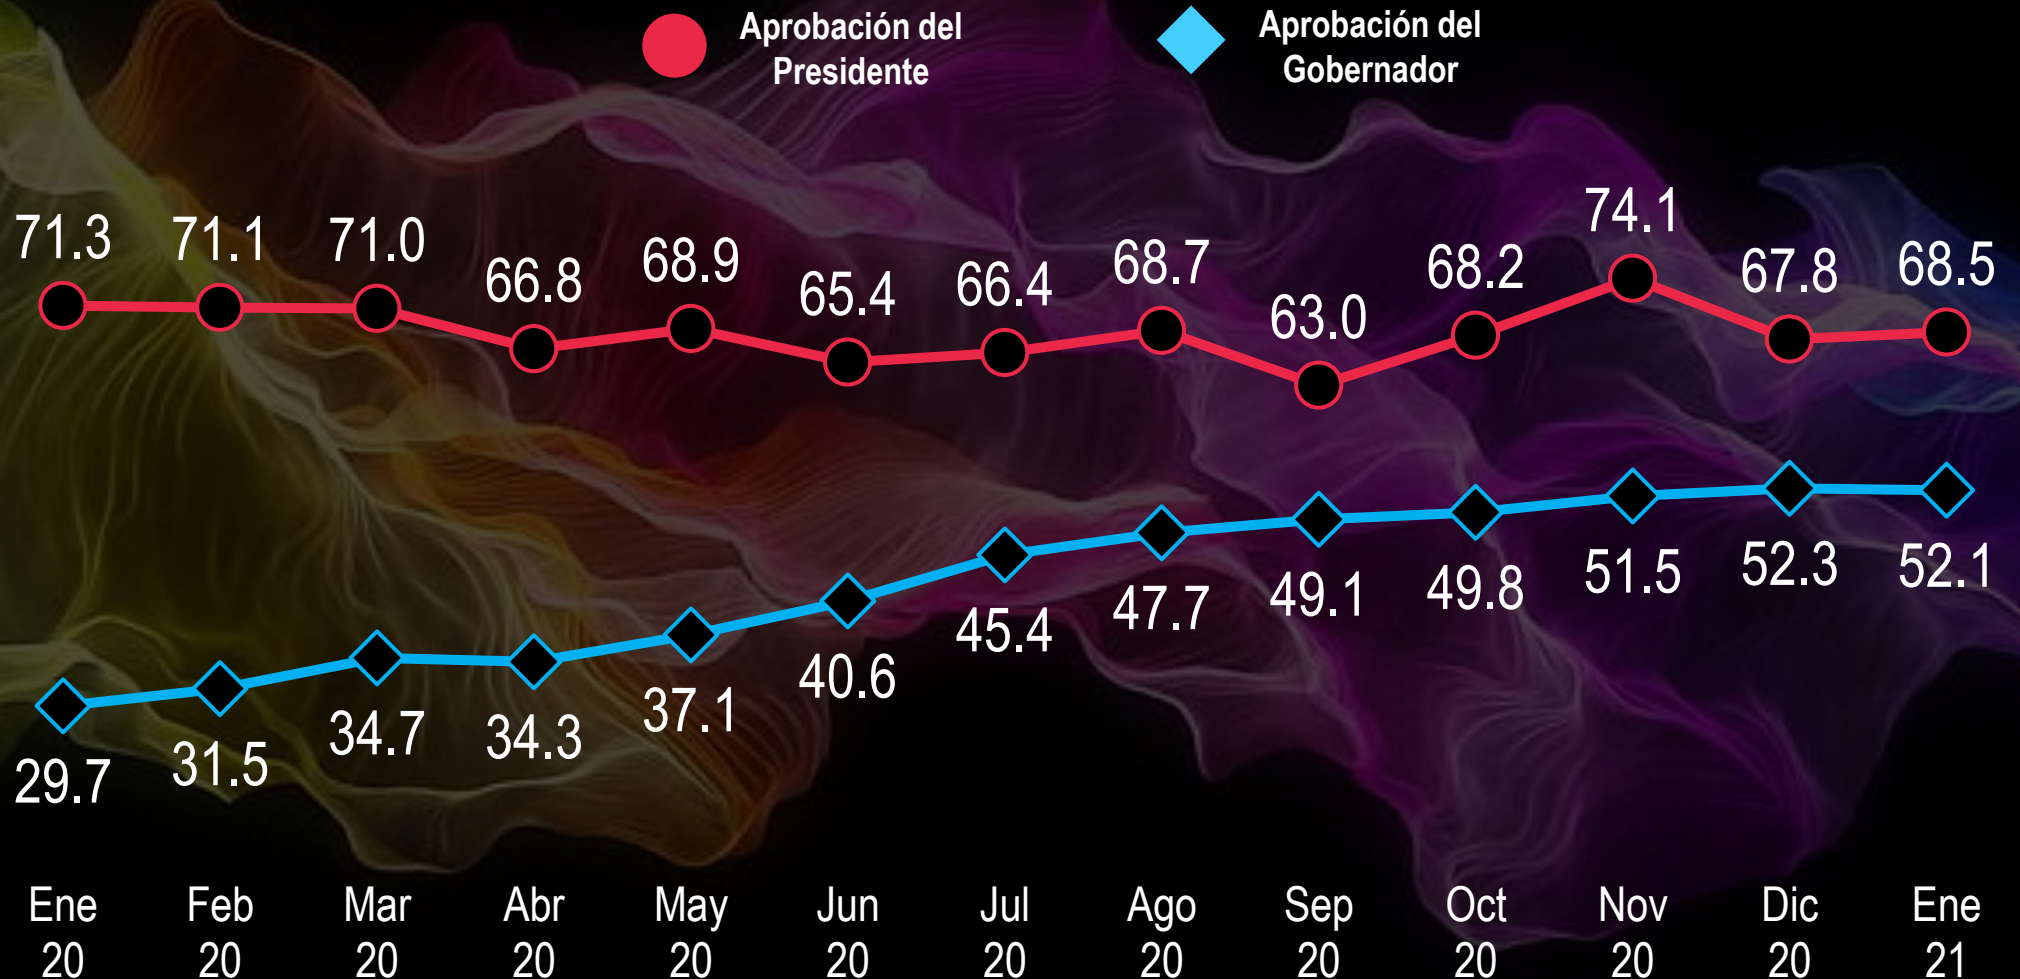 Aprobación del
Presidente
Aprobación del
Gobernador
71.3 71.1 71.0 66.8 68.9 65.4 66.4 68.7 63.0 68.2 74.1 67.8 68.5
29.7 31.5 34.7 34.3 37.1 40.6 45.4 47.7 49.1 49.8 51.5 52.3 52.1
Ene Feb Mar Abr May Jun Jul Ago Sep Oct Nov Dic Ene
20 20 20 20 20 20 20 20 20 20 20 20 21